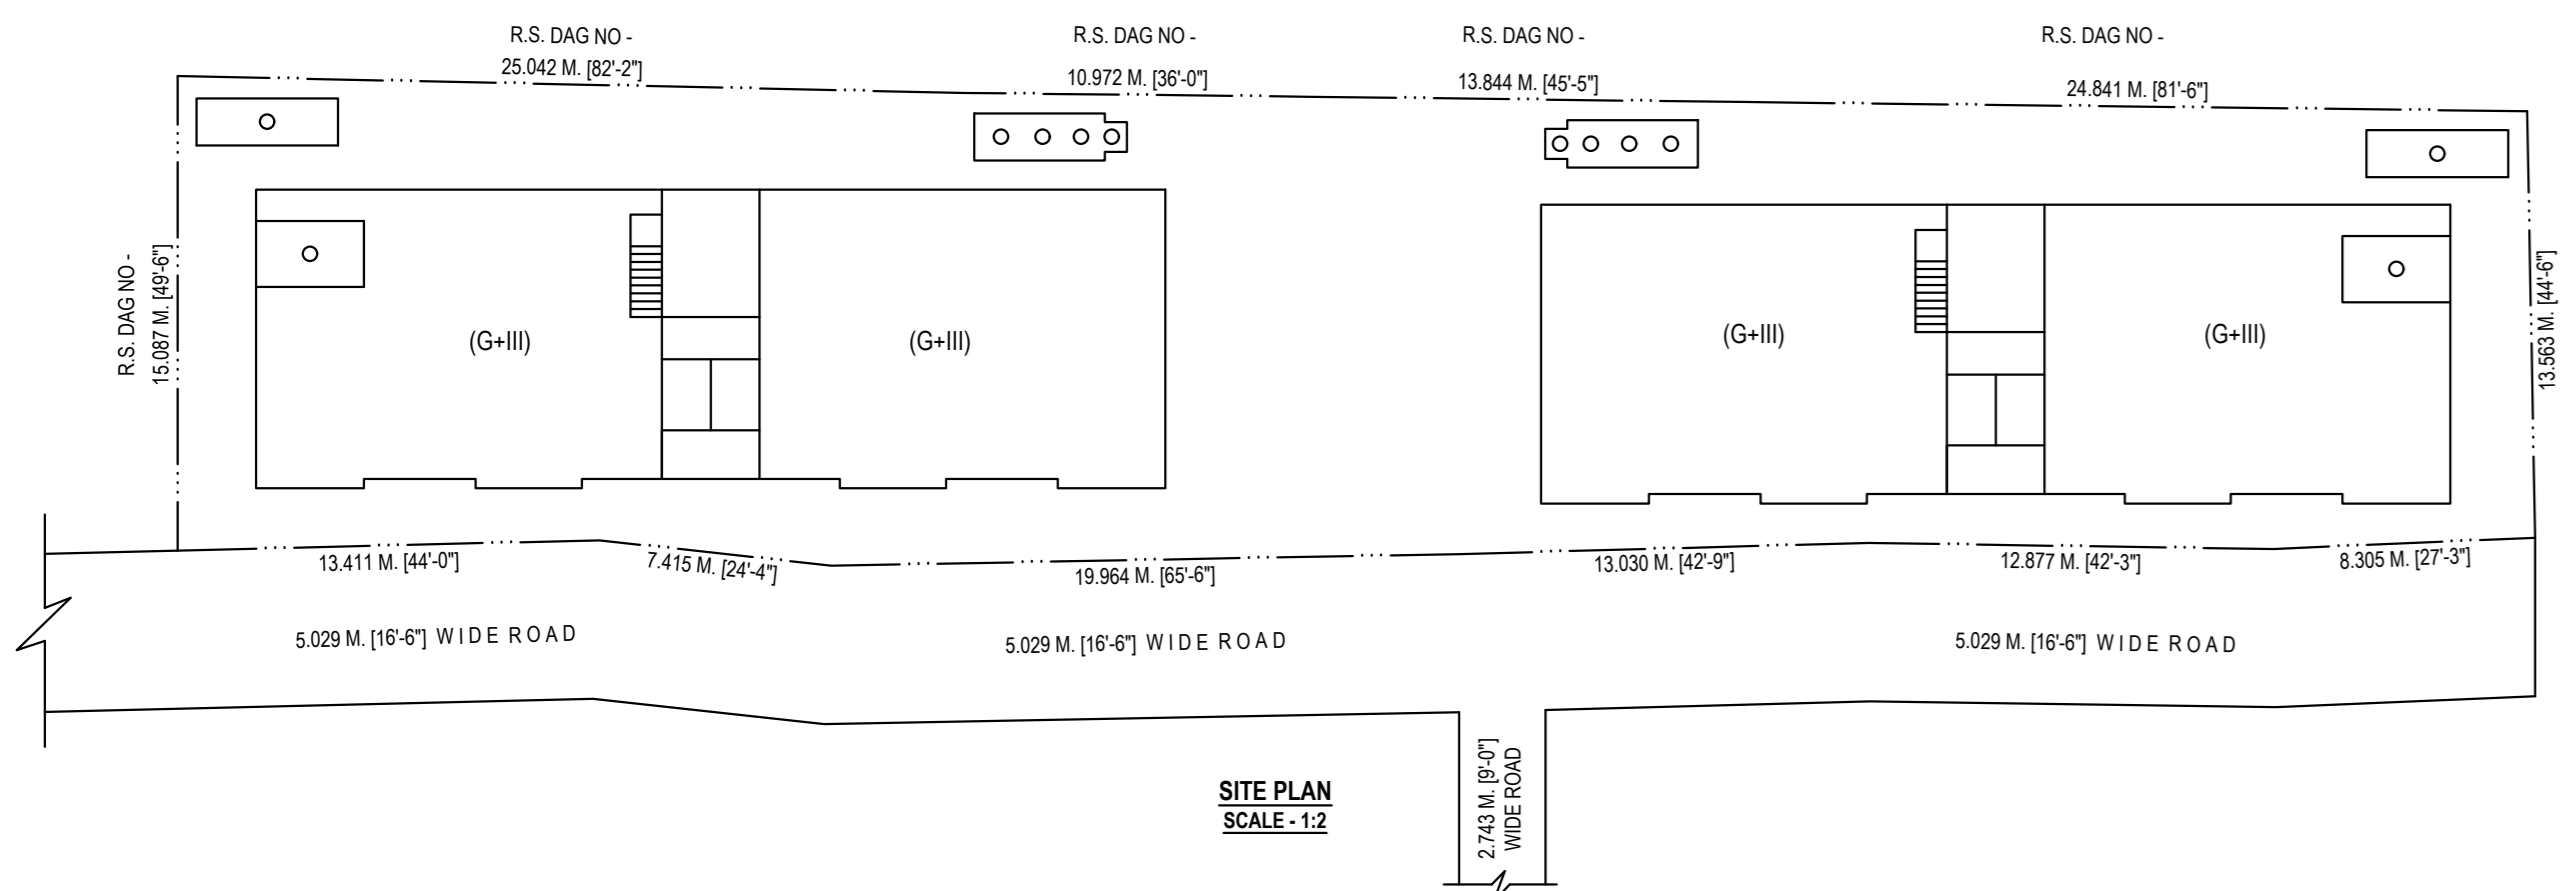 R.S. DAG NO -
R.S. DAG NO -
R.S. DAG NO -
R.S. DAG NO -
25.042 M. [82'-2"]
10.972 M. [36'-0"]
13.844 M. [45'-5"]
24.841 M. [81'-6"]
R.S. DAG NO -
15.087 M. [49'-6"]
(G+III)
(G+III)
(G+III)
(G+III)
13.563 M. [44'-6"]
13.411 M. [44'-0"]
7.415 M. [24'-4"]
19.964 M. [65'-6"]
13.030 M. [42'-9"]
12.877 M. [42'-3"]
8.305 M. [27'-3"]
5.029 M. [16'-6"] WIDE ROAD
5.029 M. [16'-6"] WIDE ROAD
5.029 M. [16'-6"] WIDE ROAD
2.743 M. [9'-0"]
WIDE ROAD
SITE PLAN
SCALE - 1:2